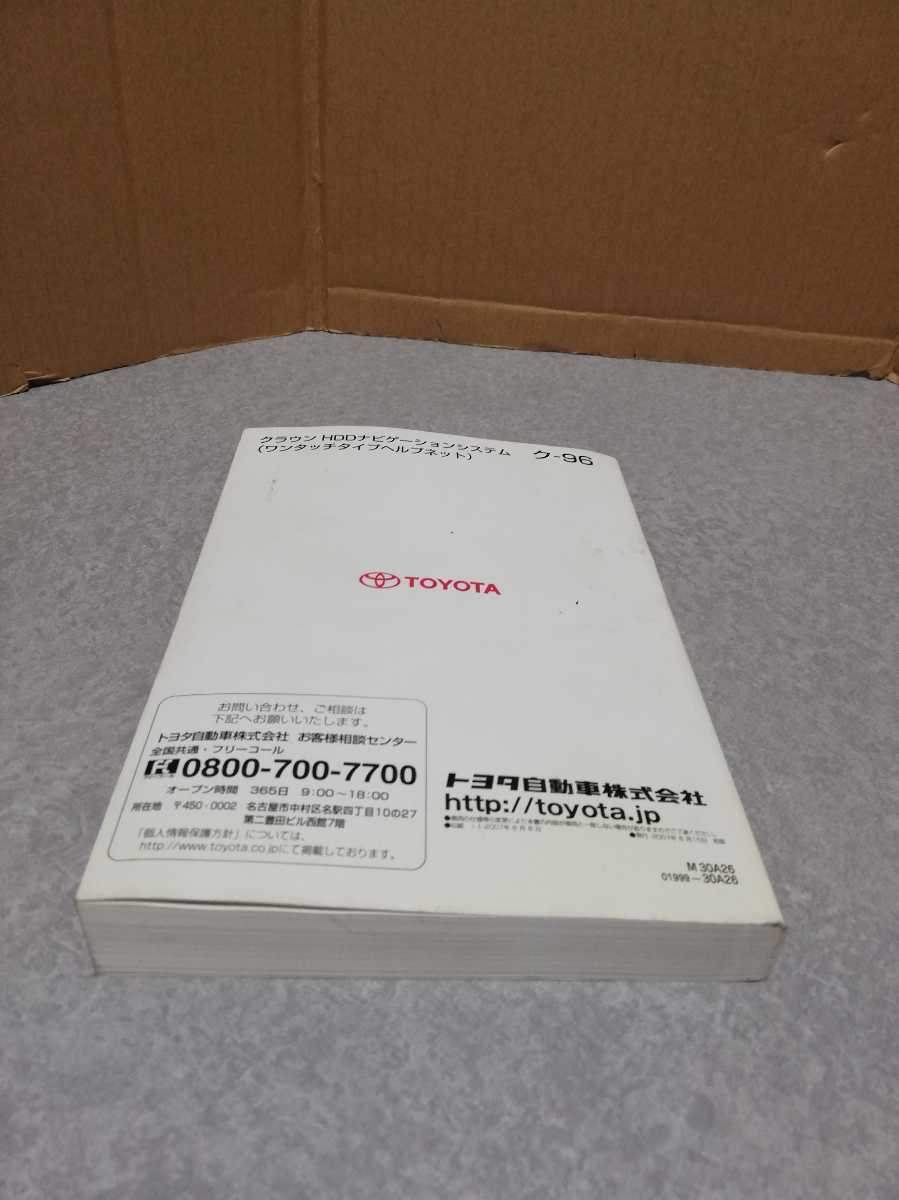 クラウン HDDナビゲーションシステム ク-96
(ワンタッチタイプヘルプネット)
TOYOTA
お問い合わせ、ご相談は
下記へお願いいたします。
トヨタ自動車株式会社 お客様相談センター
全国共通・フリーコール
0800-700-7700
オープン時間 365日 9:00〜18:00
所在地 〒450-0002 名古屋市中村区名駅四丁目10の27
第二豊田ビル西館7階
「個人情報保護方針」については、
http://www.toyota.co.jpにて掲載しております。
トヨタ自動車株式会社
http://toyota.jp
M 30A26
01999-30A26